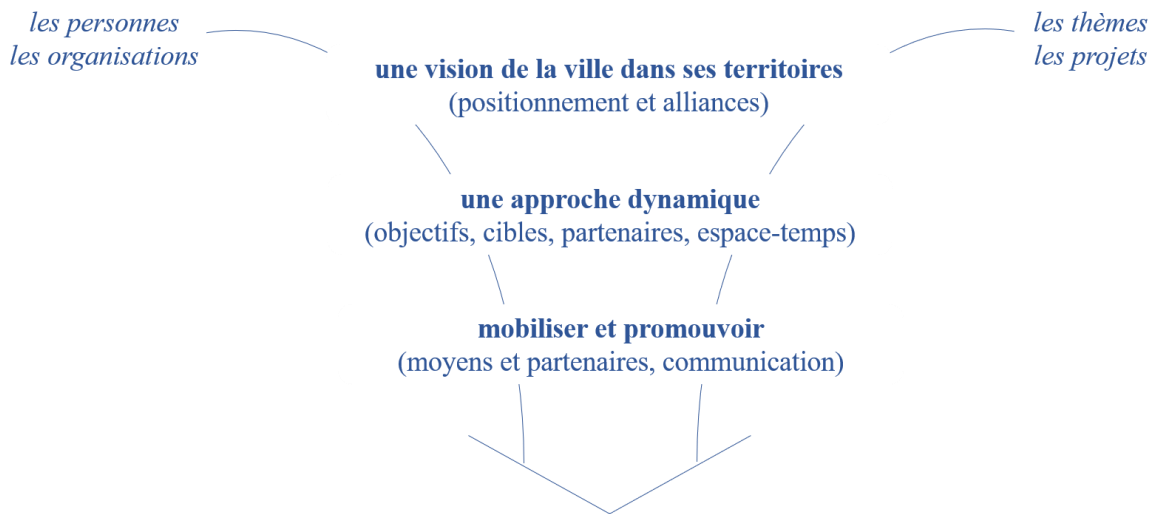 les personnes
les organisations
les thèmes
les projets
une vision de la ville dans ses territoires
(positionnement et alliances)
une approche dynamique
(objectifs, cibles, partenaires, espace-temps)
mobiliser et promouvoir
(moyens et partenaires, communication)